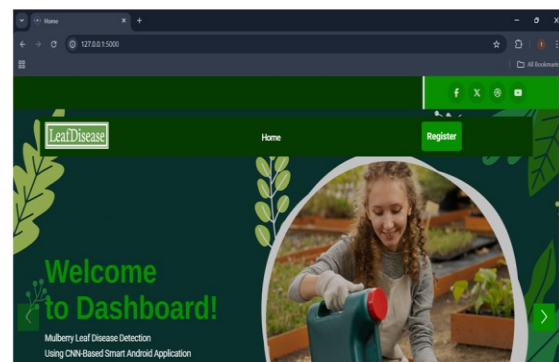 Home
127.0.0.1:5000
All Bookmarks
LeafDisease
Home
Register
Welcome
to Dashboard!
Mulberry Leaf Disease Detection
Using CNN-Based Smart Android Application